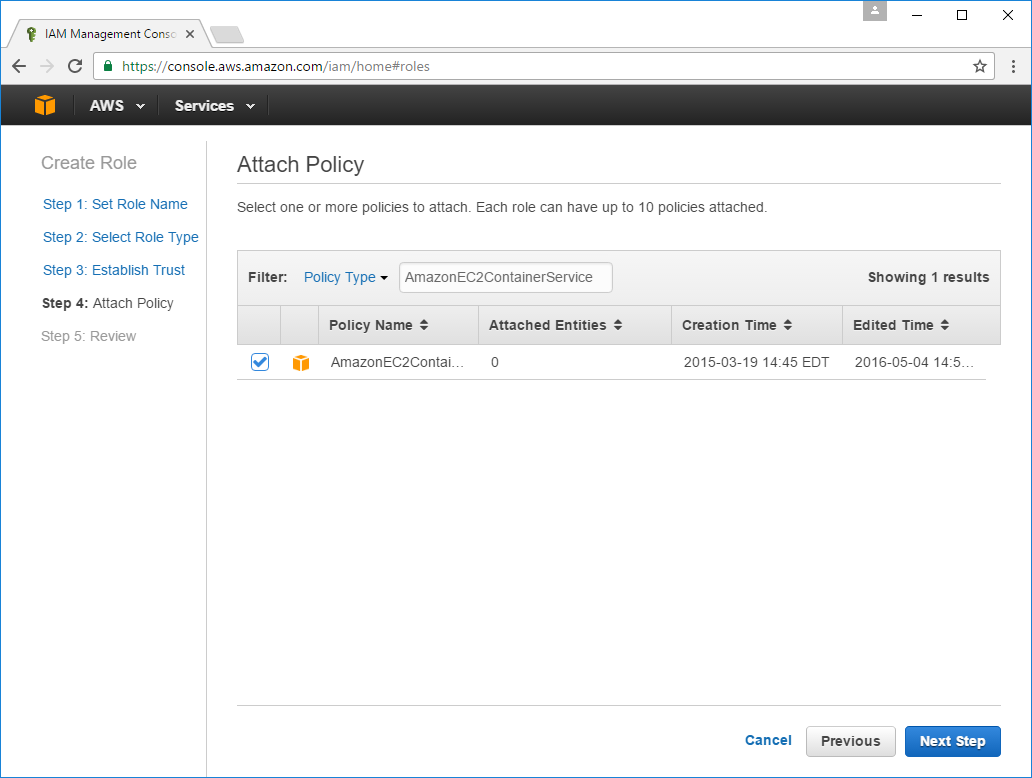 IAM Management Conso
https://console.aws.amazon.com/iam/home#roles
AWS Services
Create Role
Step 1: Set Role Name
Step 2: Select Role Type
Step 3: Establish Trust
Step 4: Attach Policy
Step 5: Review
Attach Policy
Select one or more policies to attach. Each role can have up to 10 policies attached.
Filter: Policy Type AmazonEC2ContainerService Showing 1 results
Policy Name Attached Entities Creation Time Edited Time
AmazonEC2Contai… 0 2015-03-19 14:45 EDT 2016-05-04 14:5…
Cancel Previous Next Step